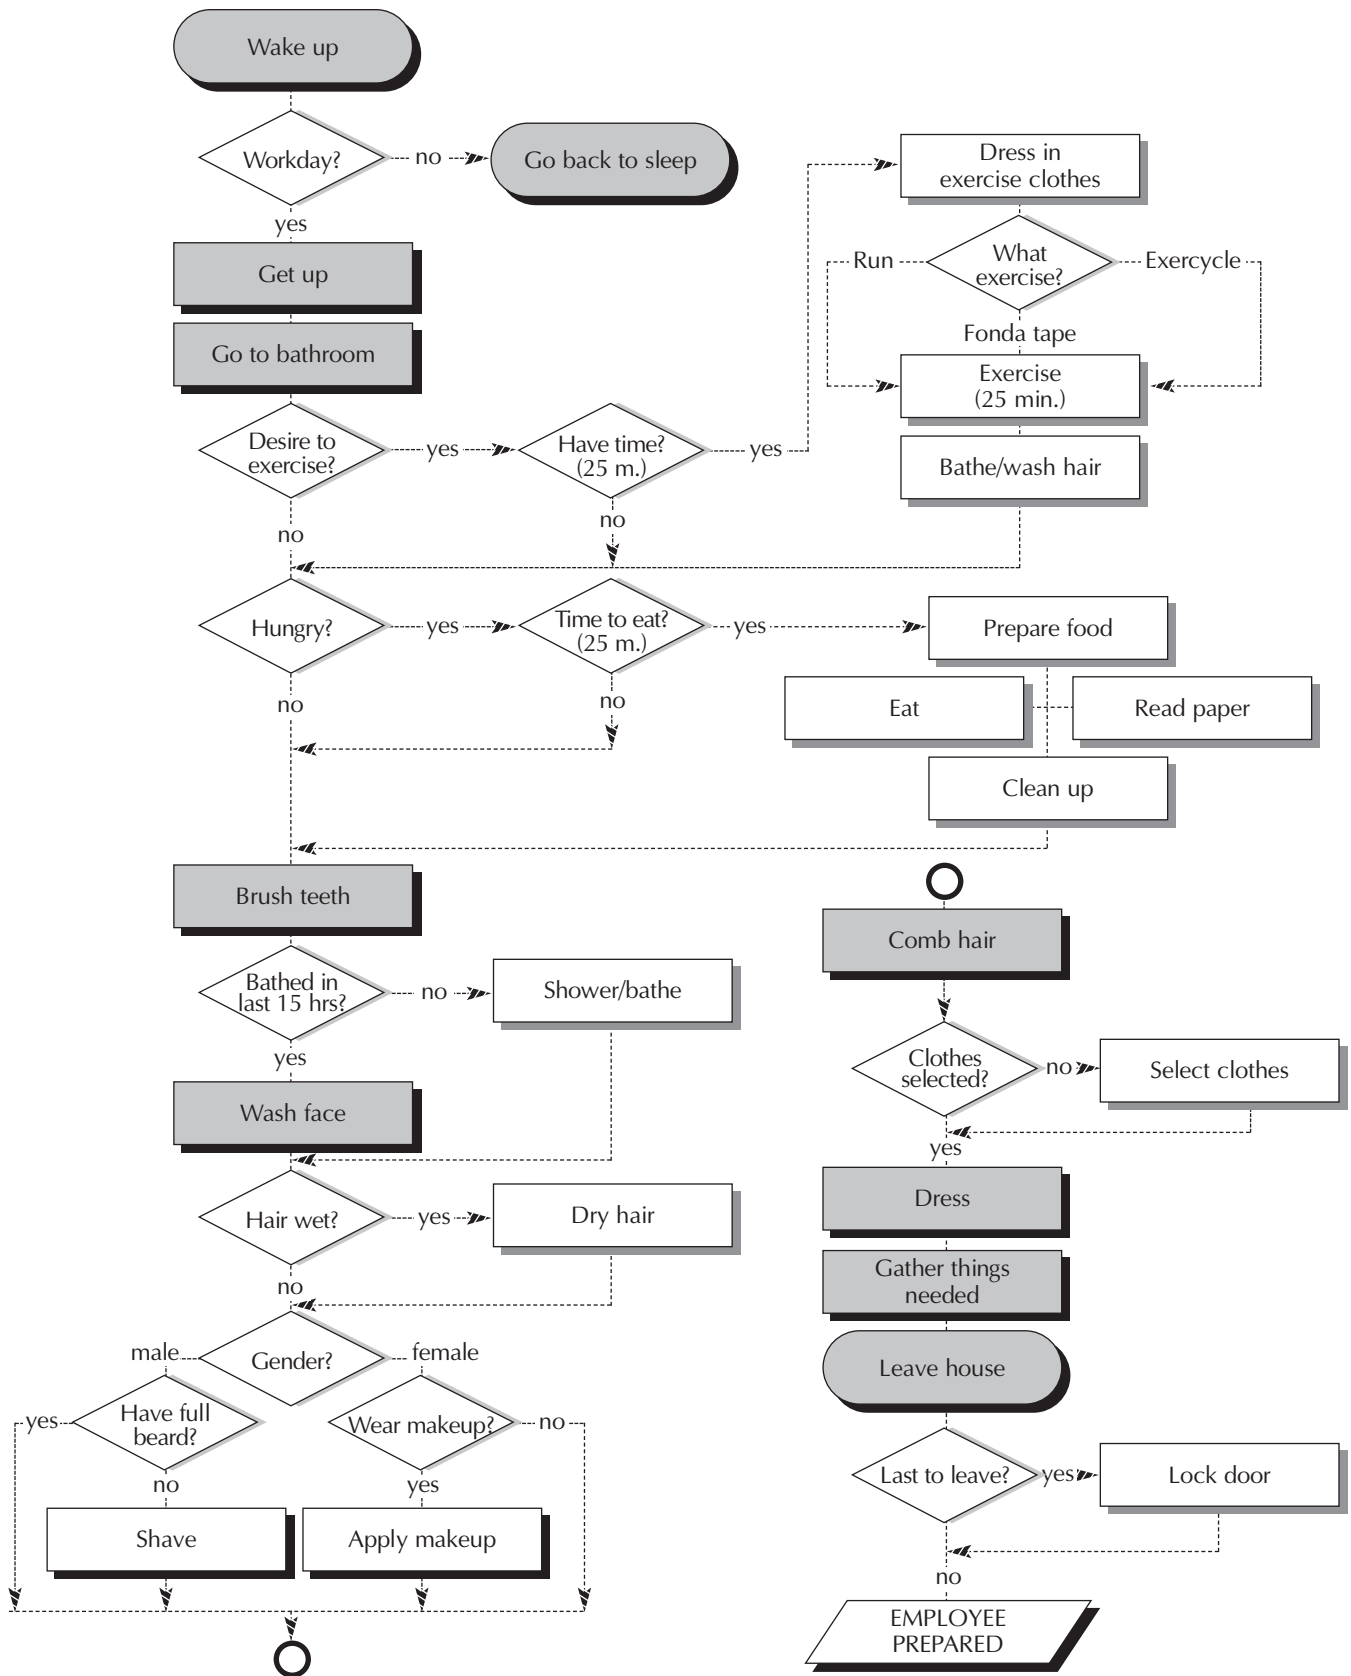 Wake up
Workday?
no
Go back to sleep
yes
Get up
Go to bathroom
Desire to
exercise?
yes
Have time?
(25 m.)
yes
Dress in
exercise clothes
What
exercise?
Run
Exercycle
Fonda tape
Exercise
(25 min.)
Bathe/wash hair
no
no
Hungry?
yes
Time to eat?
(25 m.)
yes
Prepare food
Eat
Read paper
Clean up
no
no
Brush teeth
Bathed in
last 15 hrs?
no
Shower/bathe
yes
Wash face
Hair wet?
yes
Dry hair
no
Gender?
male
female
Have full
beard?
yes
no
Shave
Wear makeup?
no
yes
Apply makeup
Comb hair
Clothes
selected?
no
Select clothes
yes
Dress
Gather things
needed
Leave house
Last to leave?
yes
Lock door
no
EMPLOYEE
PREPARED